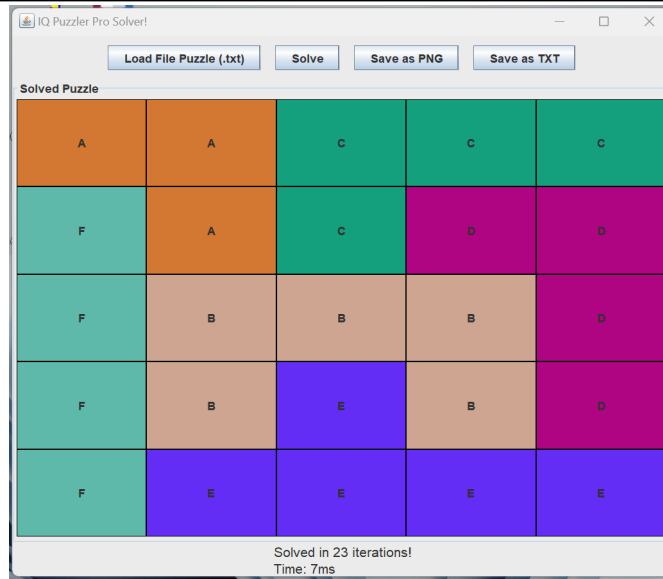 IQ Puzzler Pro Solver!
Load File Puzzle (.txt) Solve Save as PNG Save as TXT
Solved Puzzle
A A C C C
F A C D D
F B B B D
F B E B D
F E E E E
Solved in 23 iterations!
Time: 7ms